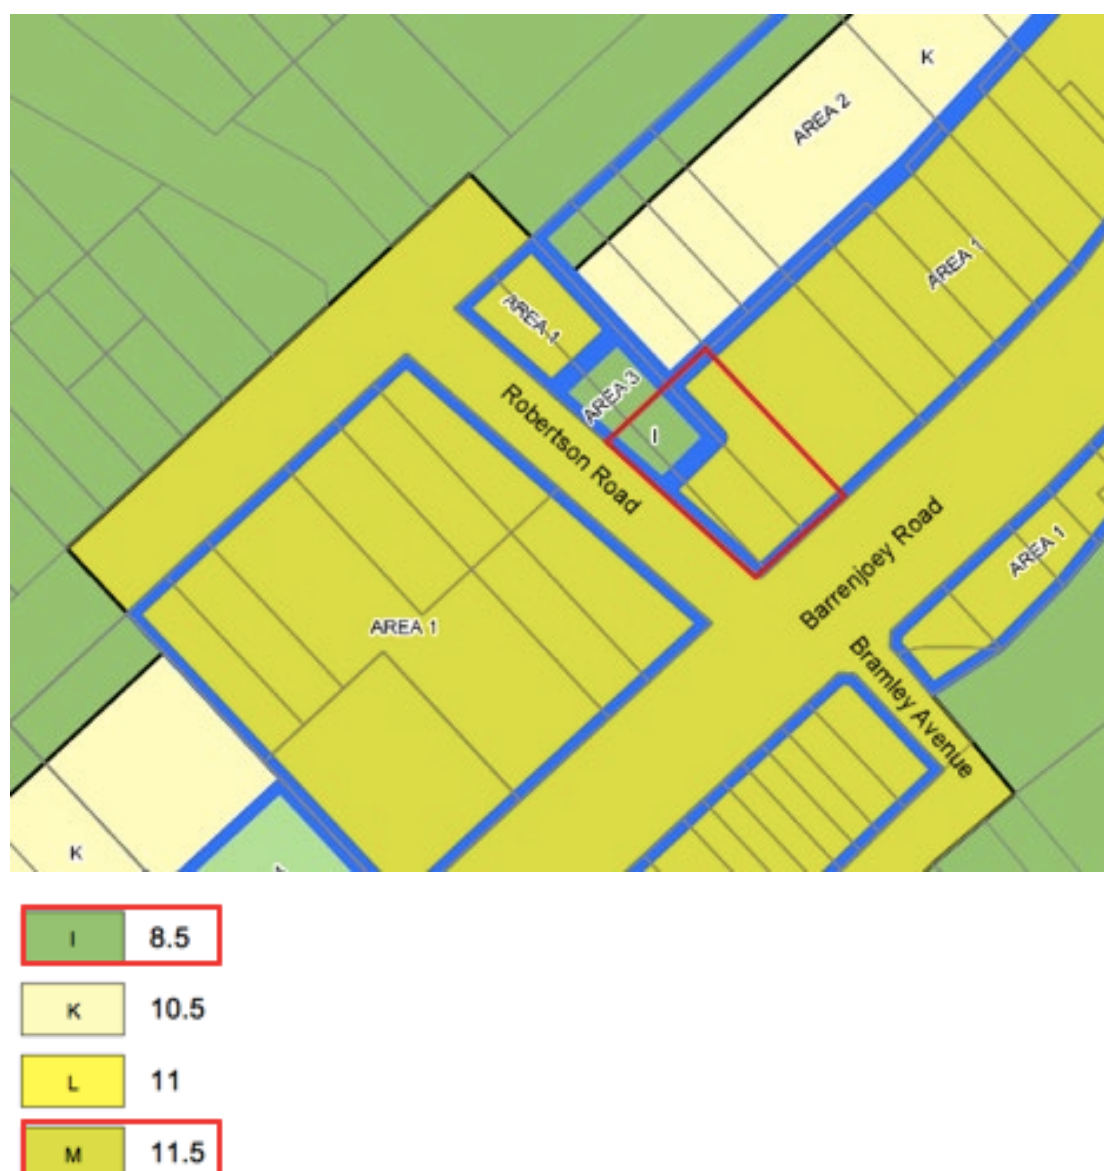 K
AREA 2
AREA 1
AREA 1
AREA 3
I
Robertson Road
Barrenjoey Road
AREA 1
AREA 1
Bramley Avenue
K
I 8.5
K 10.5
L 11
M 11.5